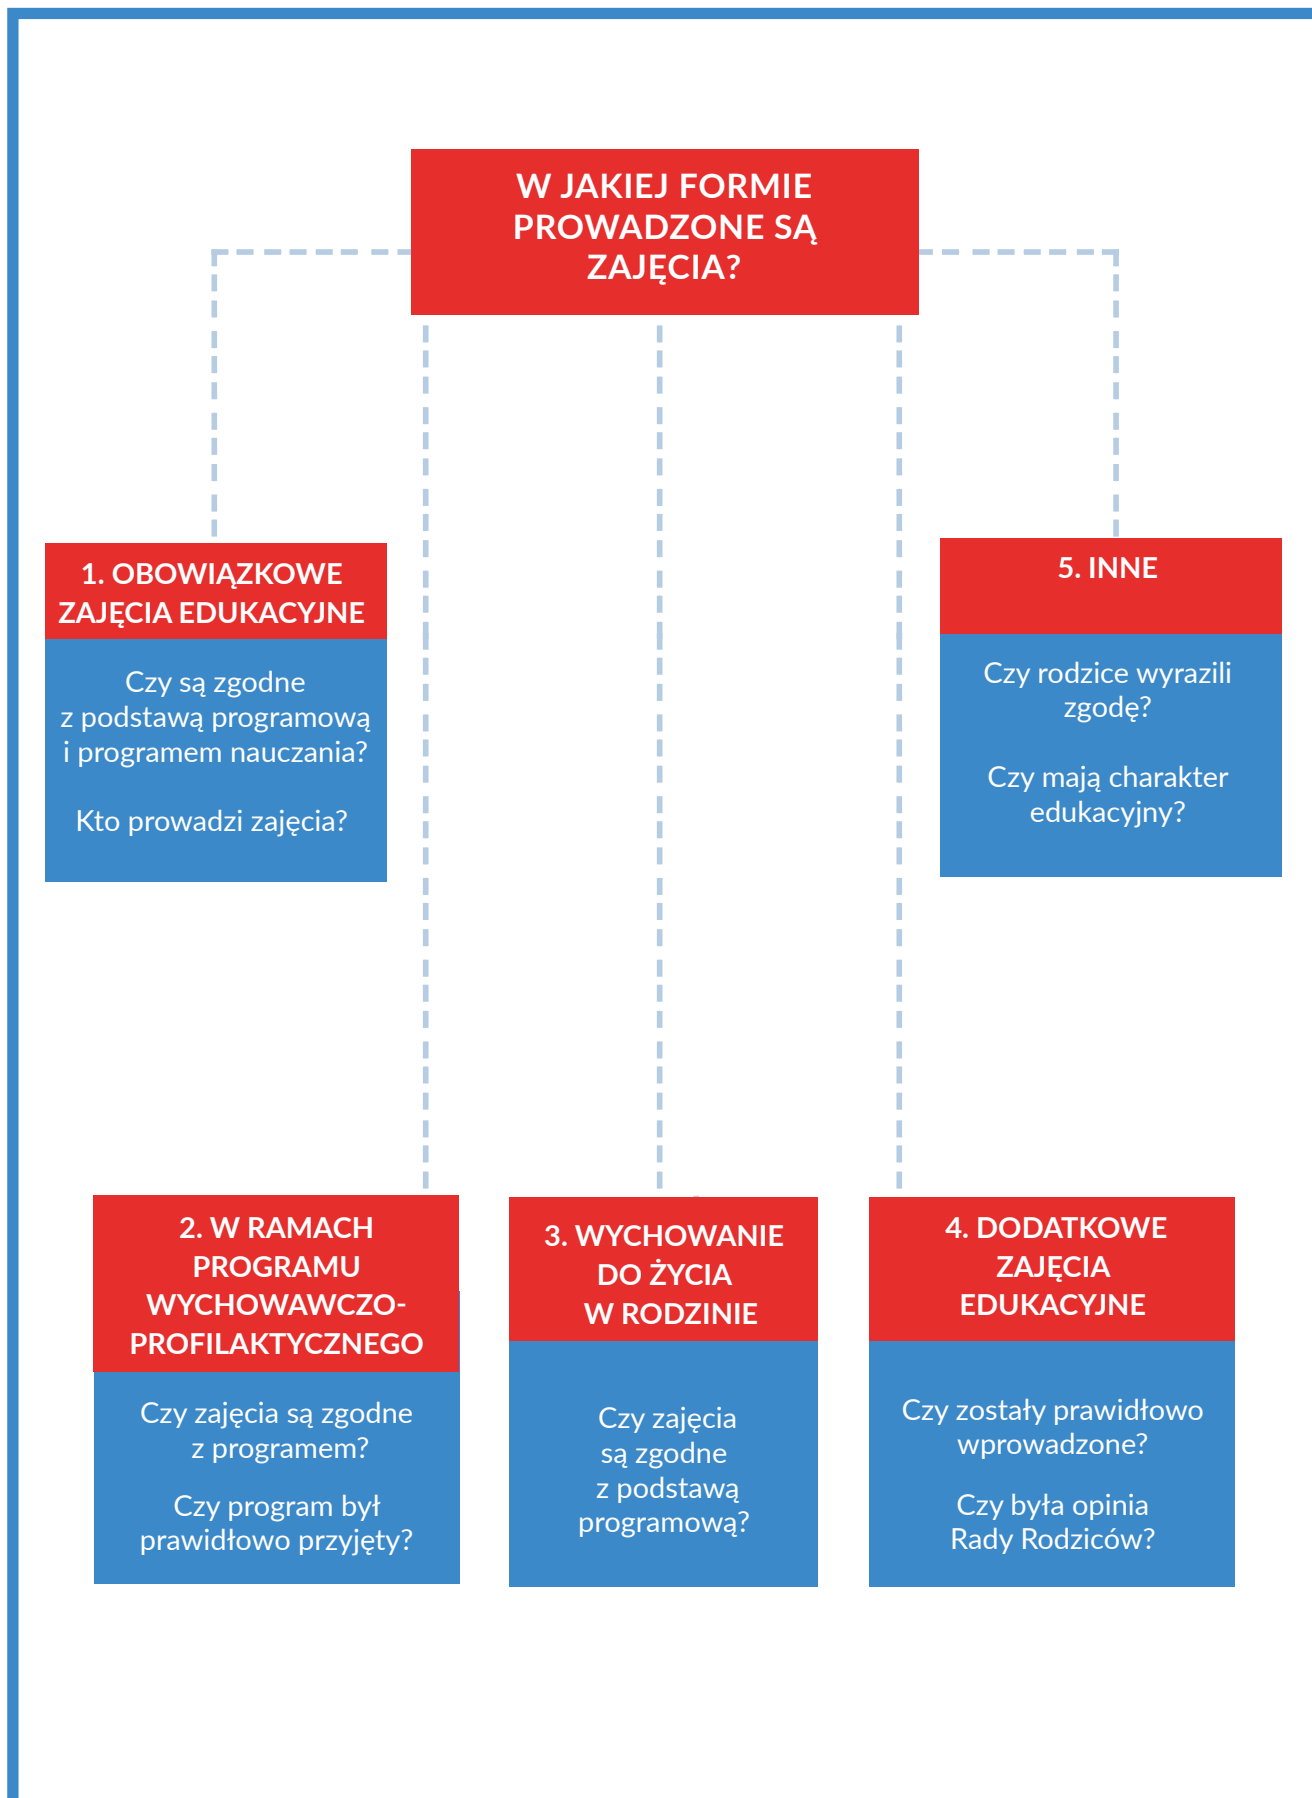 W JAKIEJ FORMIE
PROWADZONE SĄ
ZAJĘCIA?
1. OBOWIĄZKOWE
ZAJĘCIA EDUKACYJNE
Czy są zgodne
z podstawą programową
i programem nauczania?
Kto prowadzi zajęcia?
5. INNE
Czy rodzice wyrazili
zgodę?
Czy mają charakter
edukacyjny?
2. W RAMACH
PROGRAMU
WYCHOWAWCZO-
PROFILAKTYCZNEGO
Czy zajęcia są zgodne
z programem?
Czy program był
prawidłowo przyjęty?
3. WYCHOWANIE
DO ŻYCIA
W RODZINIE
Czy zajęcia
są zgodne
z podstawą
programową?
4. DODATKOWE
ZAJĘCIA
EDUKACYJNE
Czy zostały prawidłowo
wprowadzone?
Czy była opinia
Rady Rodziców?